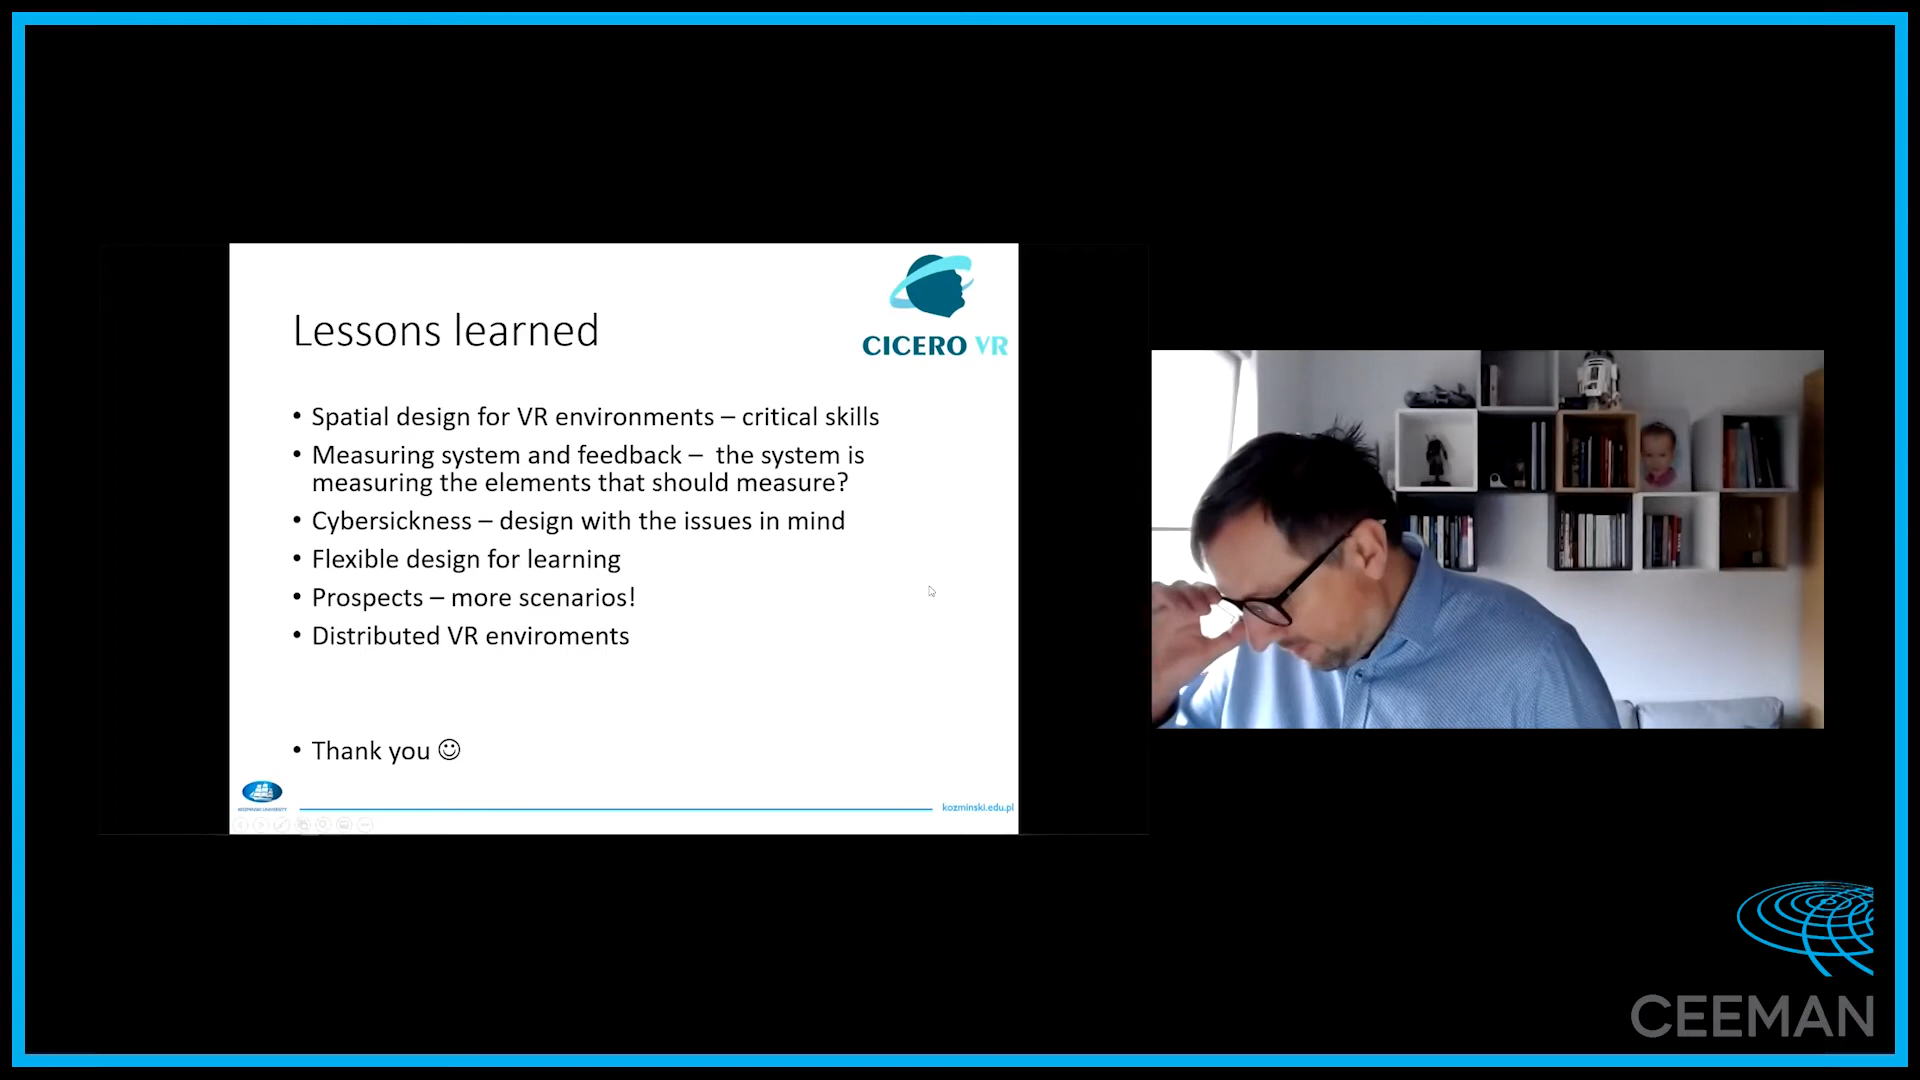 CICERO VR
Lessons learned
• Spatial design for VR environments – critical skills
• Measuring system and feedback –  the system is
measuring the elements that should measure?
• Cybersickness – design with the issues in mind
• Flexible design for learning
• Prospects – more scenarios!
• Distributed VR enviroments
• Thank you ☺
KOZMINSKI UNIVERSITY
kozminski.edu.pl
CEEMAN